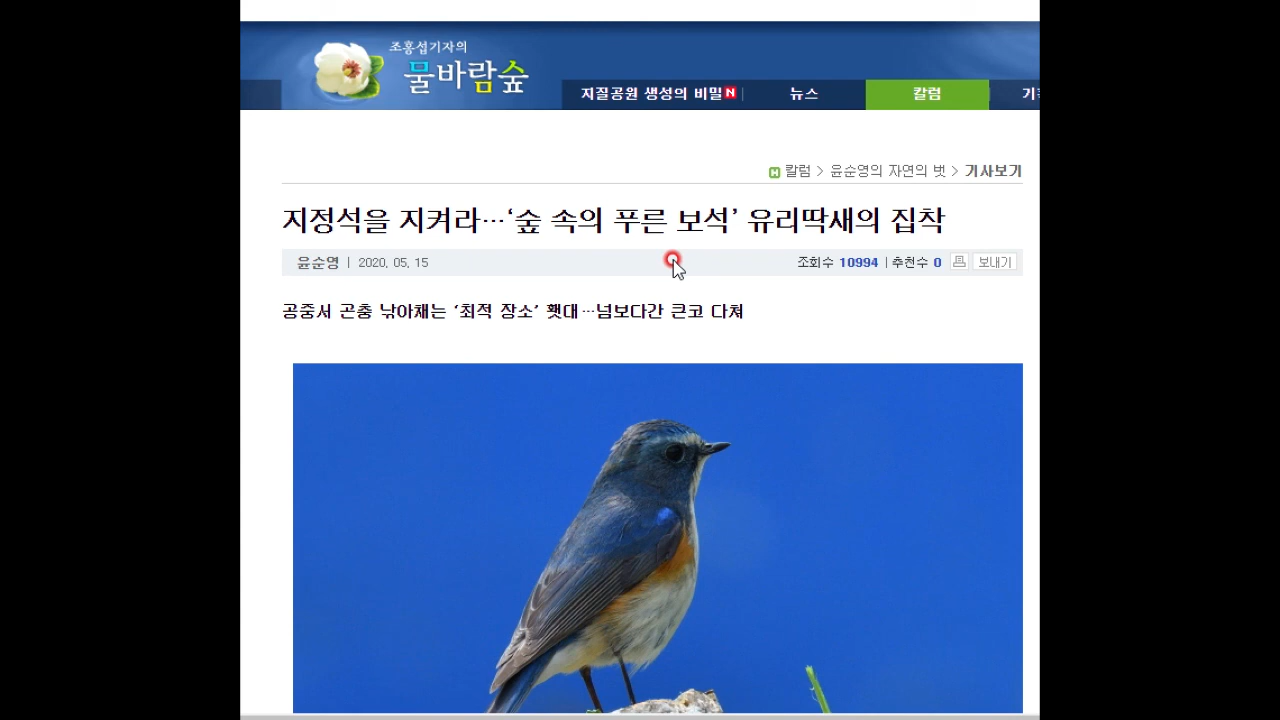 조홍섭기자의
물바람숲
지질공원 생성의 비밀 N | 뉴스 칼럼
H 칼럼 > 윤순영의 자연의 벗 > 기사보기
지정석을 지켜라…‘숲 속의 푸른 보석’ 유리딱새의 집착
윤순영 | 2020. 05. 15 조회수 10994 | 추천수 0 보내기
공중서 곤충 낚아채는 ‘최적 장소’ 횃대…넘보다간 큰코 다쳐